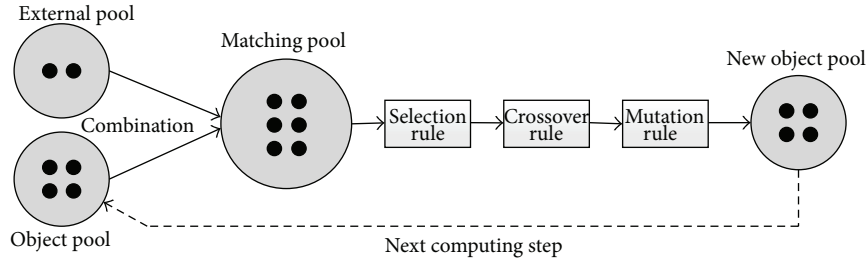 External pool
Matching pool
New object pool
Combination
Selection
rule
Crossover
rule
Mutation
rule
Object pool
Next computing step